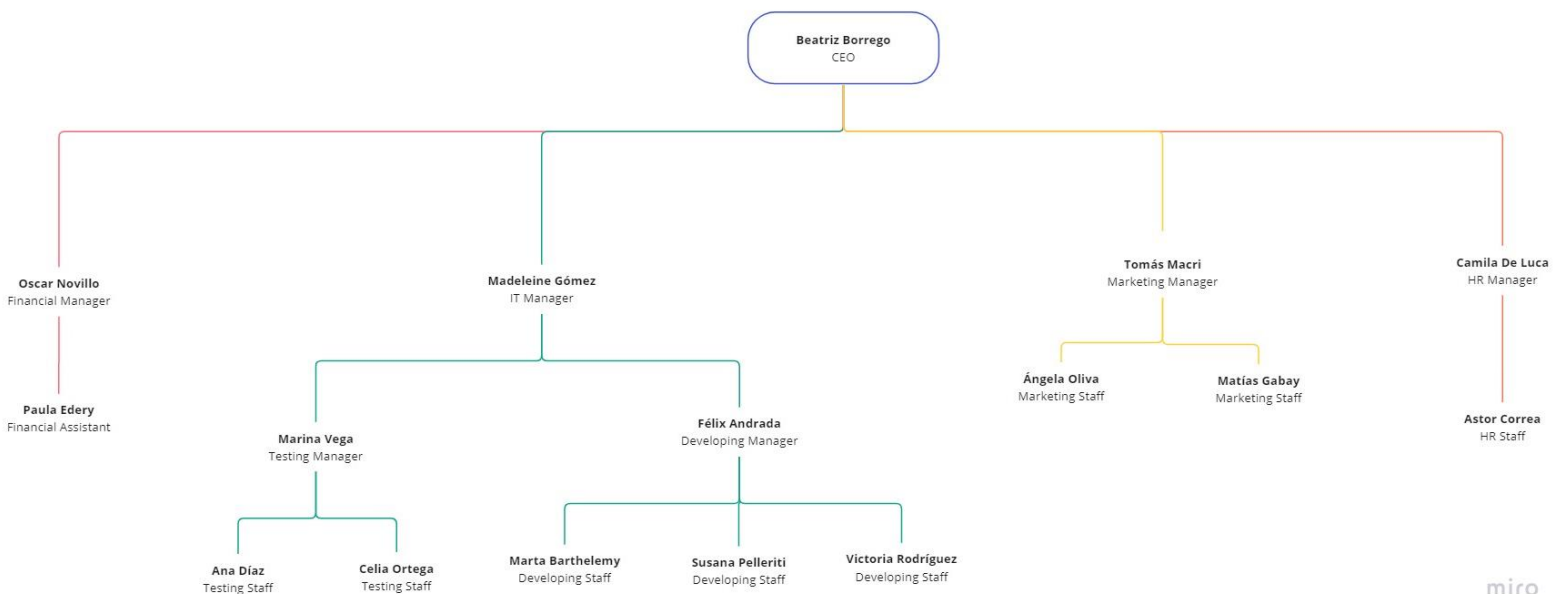 Beatriz Borrego
CEO
Oscar Novillo
Financial Manager
Madeleine Gómez
IT Manager
Tomás Macri
Marketing Manager
Camila De Luca
HR Manager
Paula Edery
Financial Assistant
Marina Vega
Testing Manager
Félix Andrada
Developing Manager
Ángela Oliva
Marketing Staff
Matías Gabay
Marketing Staff
Astor Correa
HR Staff
Ana Díaz
Testing Staff
Celia Ortega
Testing Staff
Marta Barthelemy
Developing Staff
Susana Pelleriti
Developing Staff
Victoria Rodríguez
Developing Staff
miro